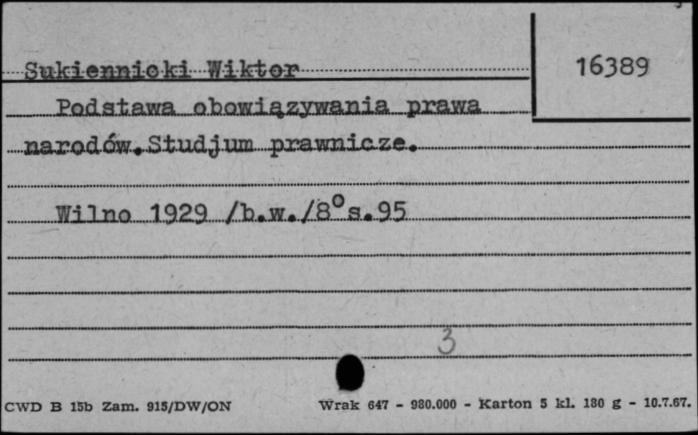 16389
Sukiennicki Wiktor
Podstawa obowiązywania prawa
narodów.Studjum prawnicze.
Wilno 1929 /b.w./8° s.95
3
CWD B 15b Zam. 915/DW/ON Wrak 647 - 980.000 - Karton 5 kl. 180 g - 10.7.67.